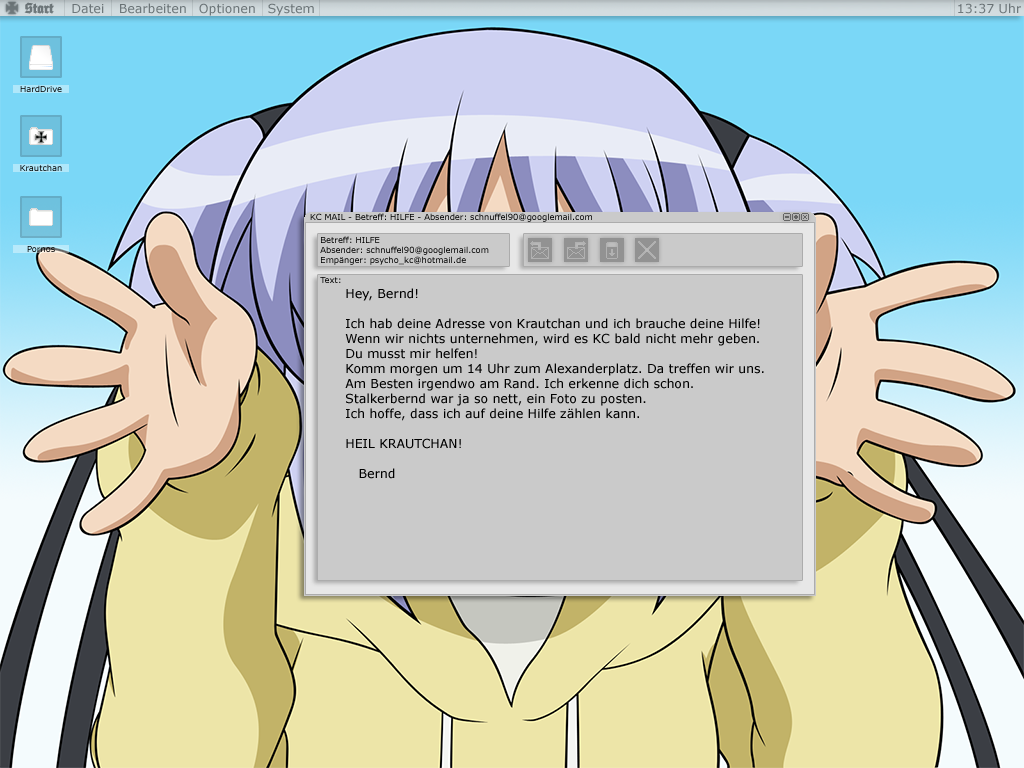 Start Datei Bearbeiten Optionen System 13:37 Uhr
HardDrive
Krautchan
Pornos
KC MAIL - Betreff: HILFE - Absender: schnuffel90@googlemail.com
Betreff: HILFE
Absender: schnuffel90@googlemail.com
Empänger: psycho_kc@hotmail.de
Text:
Hey, Bernd!
Ich hab deine Adresse von Krautchan und ich brauche deine Hilfe!
Wenn wir nichts unternehmen, wird es KC bald nicht mehr geben.
Du musst mir helfen!
Komm morgen um 14 Uhr zum Alexanderplatz. Da treffen wir uns.
Am Besten irgendwo am Rand. Ich erkenne dich schon.
Stalkerbernd war ja so nett, ein Foto zu posten.
Ich hoffe, dass ich auf deine Hilfe zählen kann.
HEIL KRAUTCHAN!
Bernd